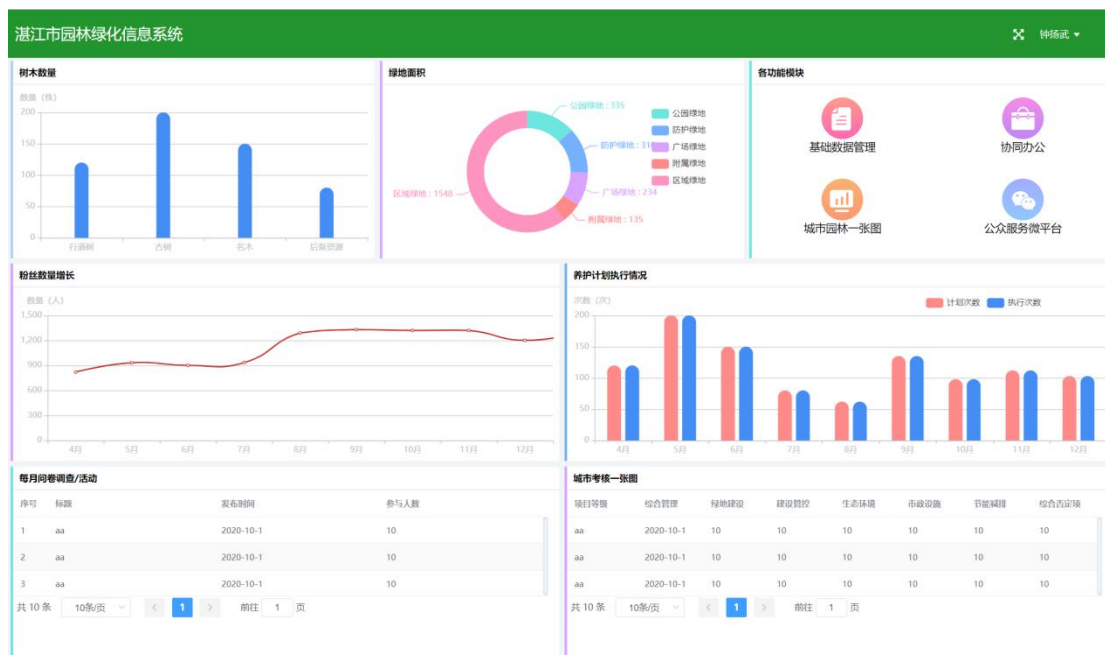 湛江市园林绿化信息系统
钟扬武
树木数量
数量（株）
200
150
100
50
0
行道树 古树 名木 后备资源
绿地面积
公园绿地 : 335
防护绿地 : 31
广场绿地 : 234
附属绿地 : 135
区域绿地 : 1548
公园绿地
防护绿地
广场绿地
附属绿地
区域绿地
各功能模块
基础数据管理 协同办公
城市园林一张图 公众服务微平台
粉丝数量增长
数量（人）
1,500
1,200
900
600
300
0
4月 5月 6月 7月 8月 9月 10月 11月 12月
养护计划执行情况
次数（次）
计划次数 执行次数
200
150
100
50
0
4月 5月 6月 7月 8月 9月 10月 11月 12月
每月问卷调查/活动
序号 标题 发布时间 参与人数
1 aa 2020-10-1 10
2 aa 2020-10-1 10
3 aa 2020-10-1 10
共 10 条 10条/页 < 1 > 前往 1 页
城市考核一张图
项目等级 综合管理 绿地建设 建设管控 生态环境 市政设施 节能减排 综合否定项
aa 2020-10-1 10 10 10 10 10 10
aa 2020-10-1 10 10 10 10 10 10
aa 2020-10-1 10 10 10 10 10 10
共 10 条 10条/页 < 1 > 前往 1 页